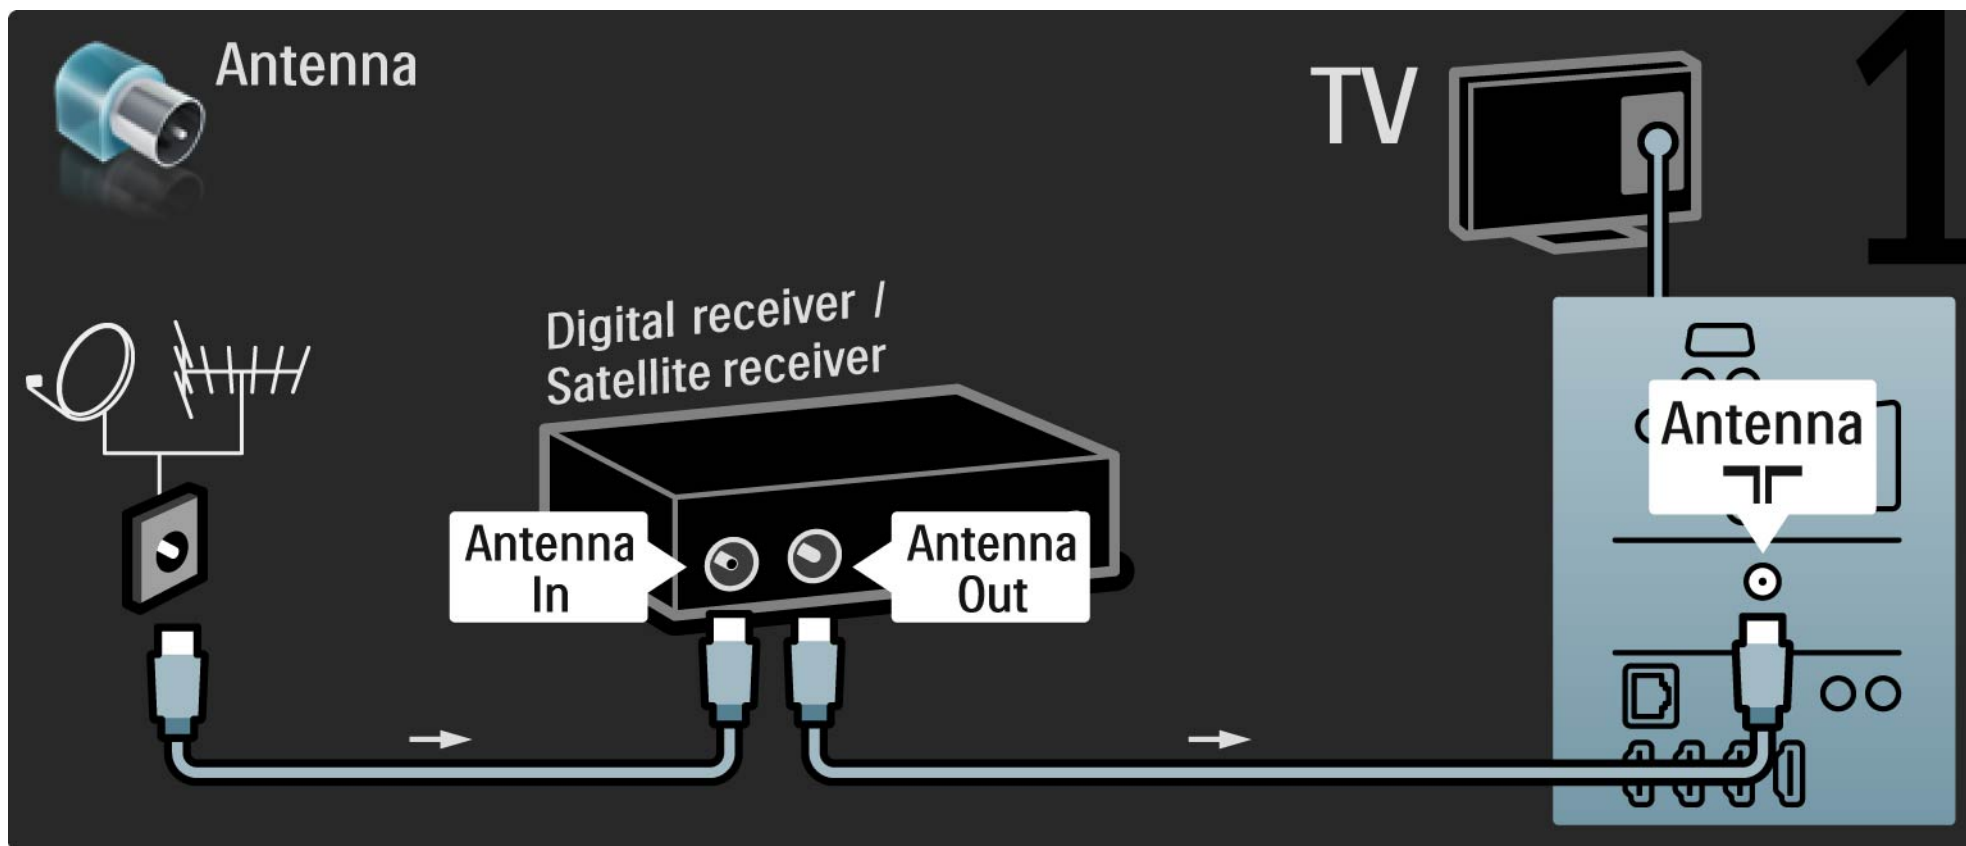 Antenna
TV
1
Digital receiver /
Satellite receiver
Antenna
Antenna
In
Antenna
Out